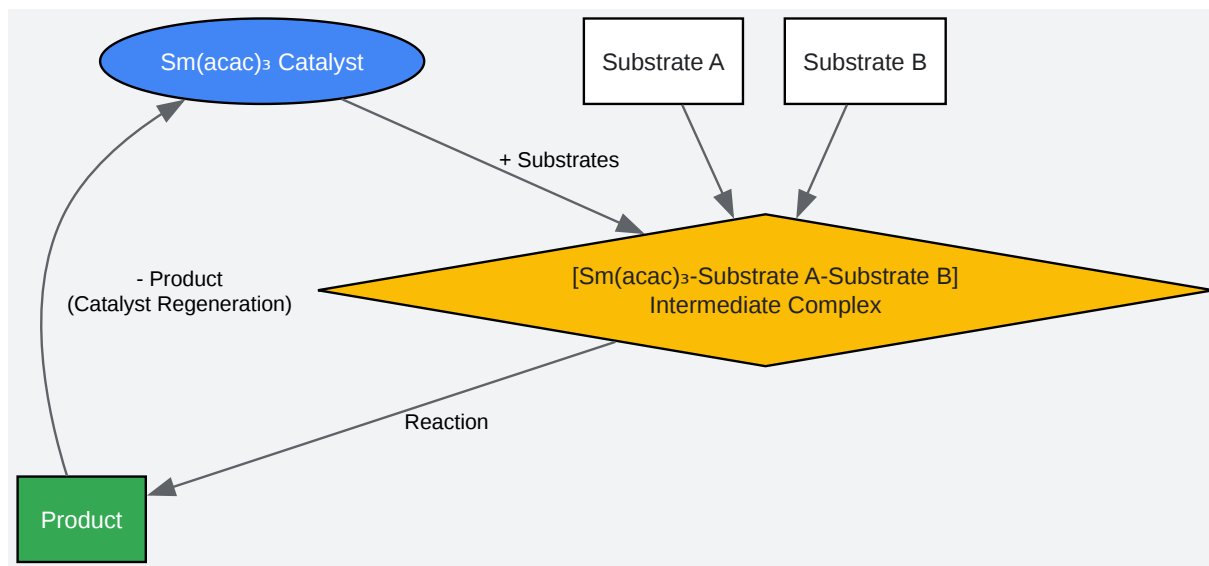 Sm(acac)₃ Catalyst
Substrate A
Substrate B
+ Substrates
[Sm(acac)₃-Substrate A-Substrate B]
Intermediate Complex
- Product
(Catalyst Regeneration)
Reaction
Product